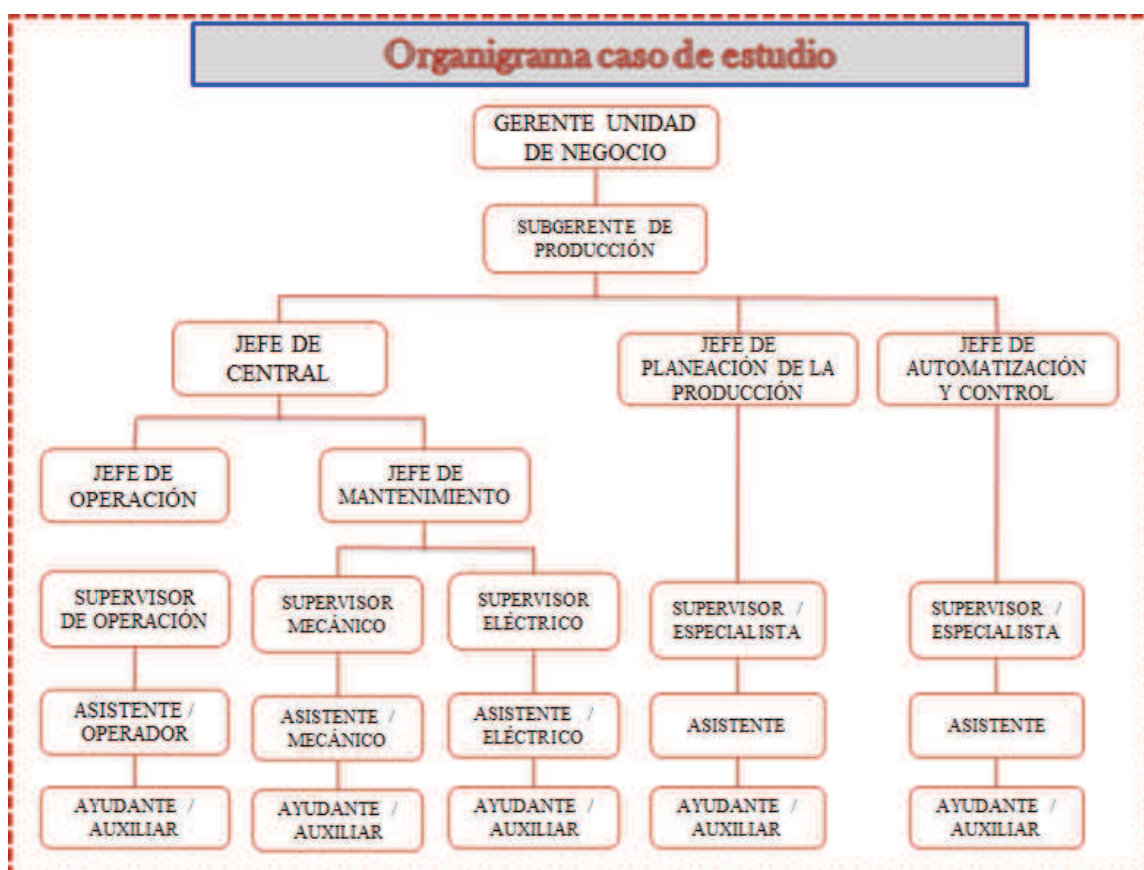 Organigrama caso de estudio
GERENTE UNIDAD
DE NEGOCIO
SUBGERENTE DE
PRODUCCIÓN
JEFE DE
CENTRAL
JEFE DE
PLANEACIÓN DE LA
PRODUCCIÓN
JEFE DE
AUTOMATIZACIÓN
Y CONTROL
JEFE DE
OPERACIÓN
JEFE DE
MANTENIMIENTO
SUPERVISOR
DE OPERACIÓN
SUPERVISOR
MECÁNICO
SUPERVISOR
ELÉCTRICO
SUPERVISOR /
ESPECIALISTA
SUPERVISOR /
ESPECIALISTA
ASISTENTE /
OPERADOR
ASISTENTE /
MECÁNICO
ASISTENTE /
ELÉCTRICO
ASISTENTE
ASISTENTE
AYUDANTE /
AUXILIAR
AYUDANTE /
AUXILIAR
AYUDANTE /
AUXILIAR
AYUDANTE /
AUXILIAR
AYUDANTE /
AUXILIAR